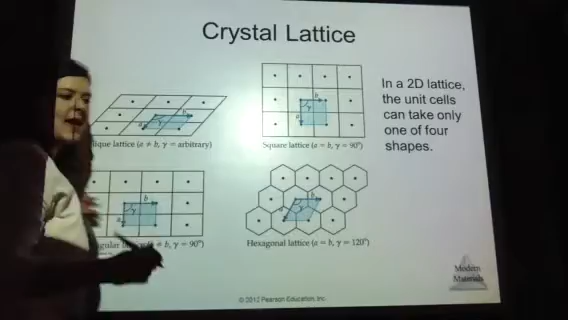 Crystal Lattice
lique lattice (a ≠ b, γ = arbitrary)
Square lattice (a = b, γ = 90°)
In a 2D lattice,
the unit cells
can take only
one of four
shapes.
b
γ
a
b
γ
a
b
γ
a
b
γ
a
≠ b, γ = 90°)
Hexagonal lattice (a = b, γ = 120°)
Modern
Materials
© 2012 Pearson Education, Inc.